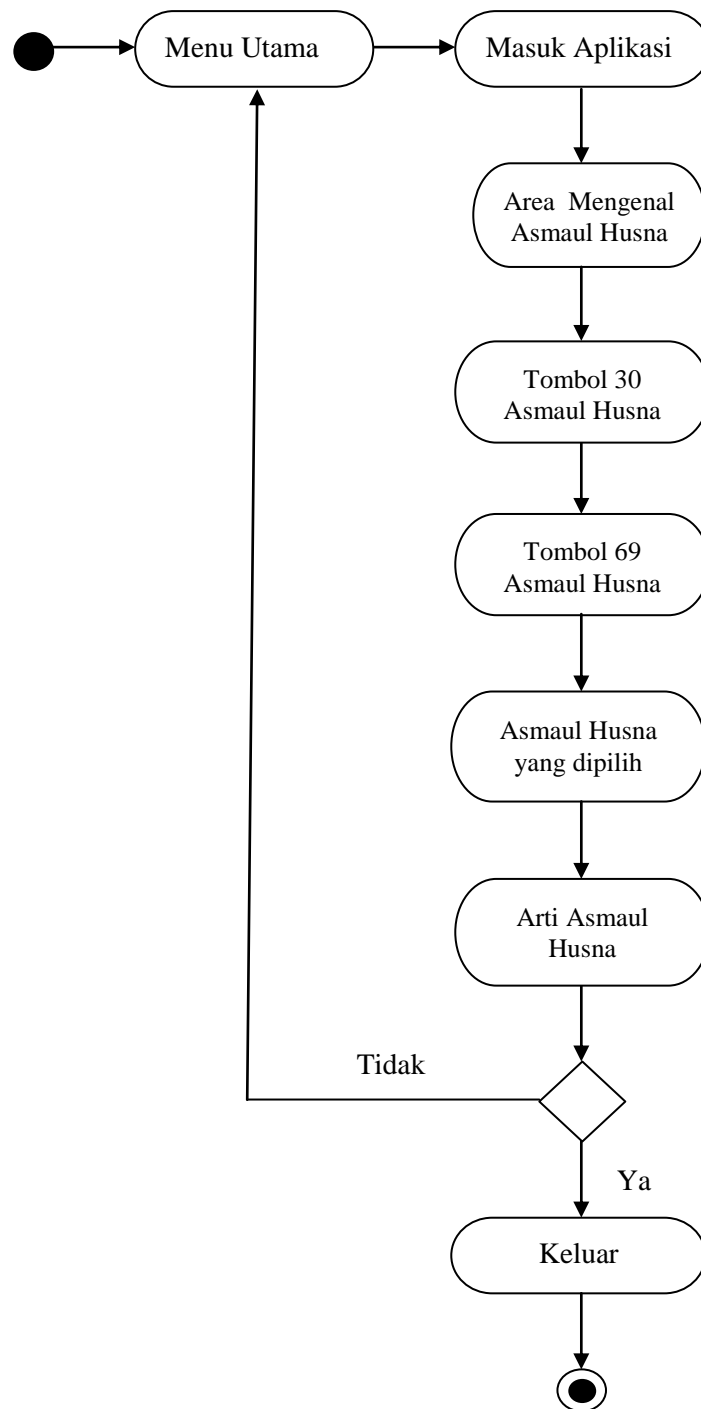 Menu Utama
Masuk Aplikasi
Area  Mengenal
Asmaul Husna
Tombol 30
Asmaul Husna
Tombol 69
Asmaul Husna
Asmaul Husna
yang dipilih
Arti Asmaul
Husna
Tidak
Ya
Keluar